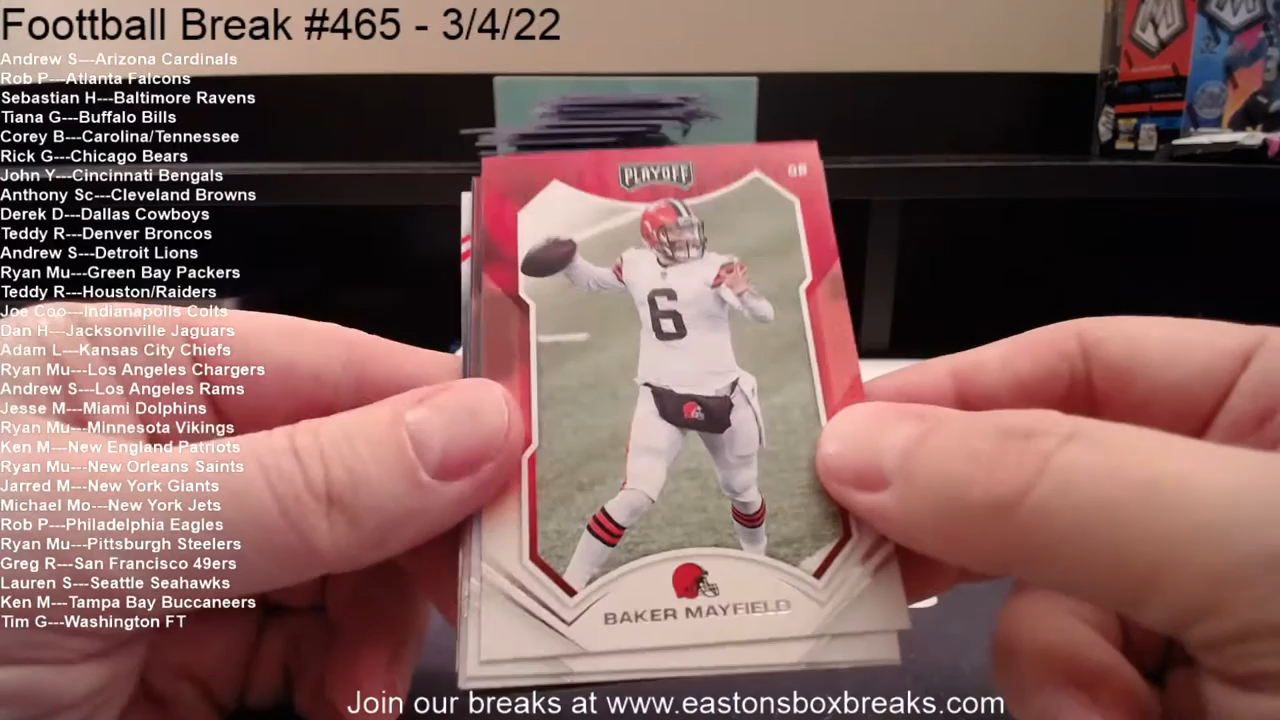 Foottball Break #465 - 3/4/22
Andrew S---Arizona Cardinals
Rob P---Atlanta Falcons
Sebastian H---Baltimore Ravens
Tiana G---Buffalo Bills
Corey B---Carolina/Tennessee
Rick G---Chicago Bears
John Y---Cincinnati Bengals
Anthony Sc---Cleveland Browns
Derek D---Dallas Cowboys
Teddy R---Denver Broncos
Andrew S---Detroit Lions
Ryan Mu---Green Bay Packers
Teddy R---Houston/Raiders
Joe Coo---Indianapolis Colts
Dan H---Jacksonville Jaguars
Adam L---Kansas City Chiefs
Ryan Mu---Los Angeles Chargers
Andrew S---Los Angeles Rams
Jesse M---Miami Dolphins
Ryan Mu---Minnesota Vikings
Ken M---New England Patriots
Ryan Mu---New Orleans Saints
Jarred M---New York Giants
Michael Mo---New York Jets
Rob P---Philadelphia Eagles
Ryan Mu---Pittsburgh Steelers
Greg R---San Francisco 49ers
Lauren S---Seattle Seahawks
Ken M---Tampa Bay Buccaneers
Tim G---Washington FT
PLAYOFF
QB
6
BAKER MAYFIELD
Join our breaks at www.eastonsboxbreaks.com